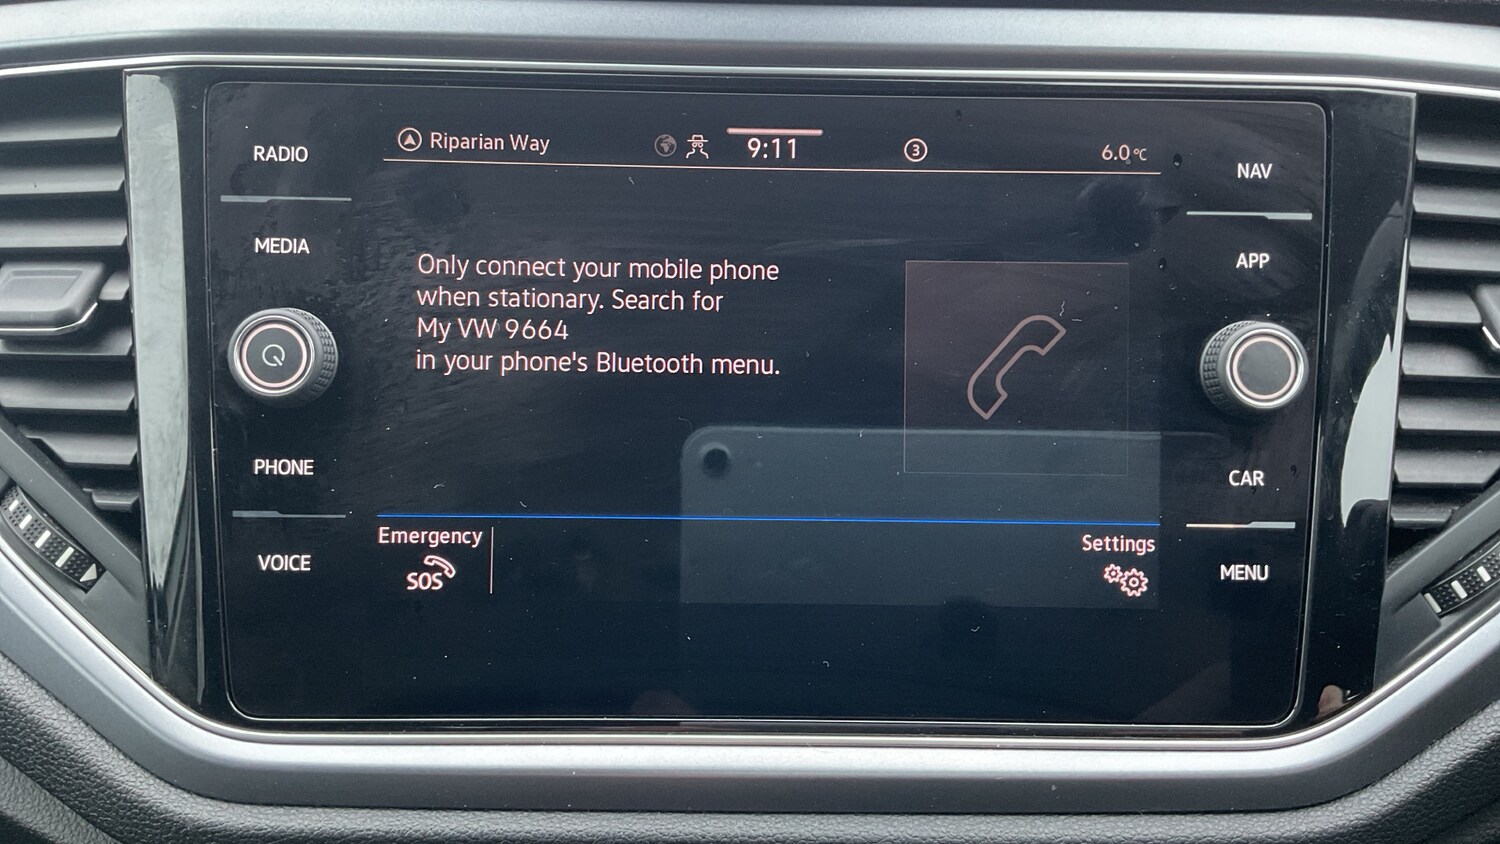 RADIO
MEDIA
PHONE
VOICE
Riparian Way
9:11
3
6.0 °C
Only connect your mobile phone
when stationary. Search for
My VW 9664
in your phone's Bluetooth menu.
Emergency
SOS
Settings
NAV
APP
CAR
MENU